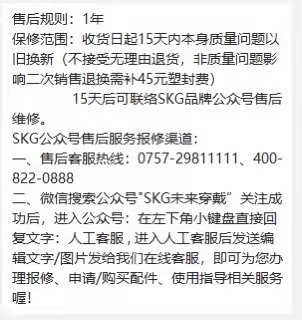 售后规则：1年
保修范围：收货日起15天内本身质量问题以
旧换新（不接受无理由退货，非质量问题影
响二次销售退换需补45元塑封费）
15天后可联络SKG品牌公众号售后
维修。
SKG公众号售后服务报修渠道：
一、售后客服热线：0757-29811111、400-
822-0888
二、微信搜索公众号"SKG未来穿戴”关注成
功后，进入公众号：在左下角小键盘直接回
复文字：人工客服，进入人工客服后发送编
辑文字/图片给我们在线客服，即可为您办
理报修、申请/购买配件、使用指导相关服务
喔！